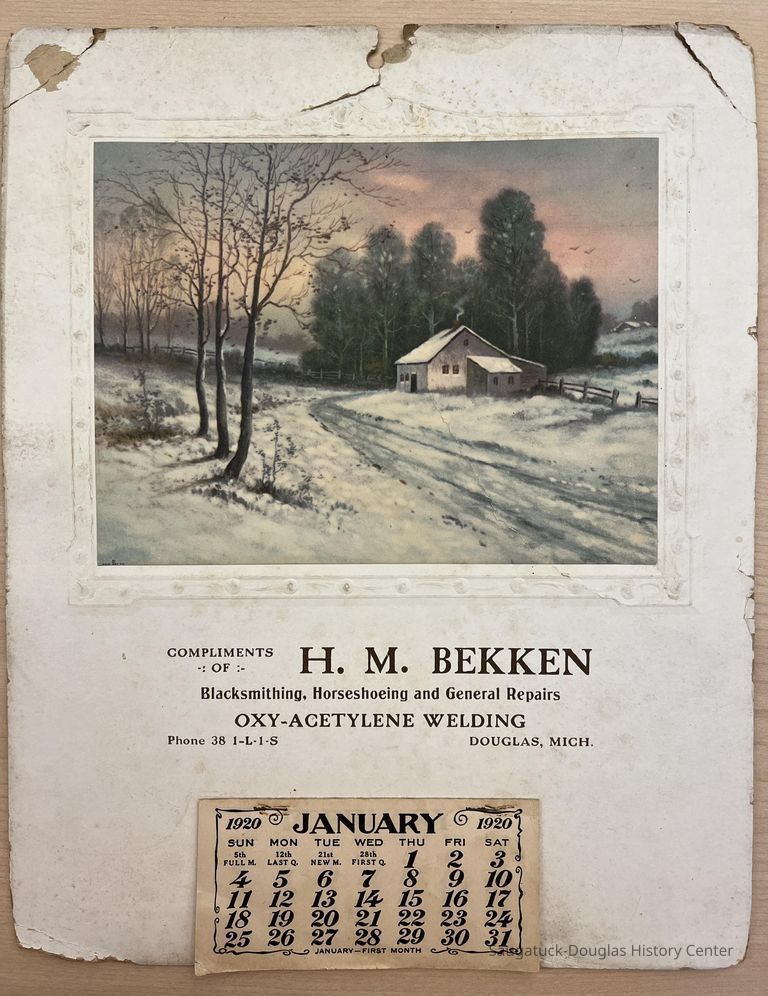 COMPLIMENTS
-: OF :-
H. M. BEKKEN
Blacksmithing, Horseshoeing and General Repairs
OXY-ACETYLENE WELDING
Phone 38 1-L-1-S
DOUGLAS, MICH.
1920 JANUARY 1920
SUN MON TUE WED THU FRI SAT
5th FULL M. 12th LAST Q. 21st NEW M. 28th FIRST Q. 1 2 3
4 5 6 7 8 9 10
11 12 13 14 15 16 17
18 19 20 21 22 23 24
25 26 27 28 29 30 31
JANUARY—FIRST MONTH
Saugatuck-Douglas History Center